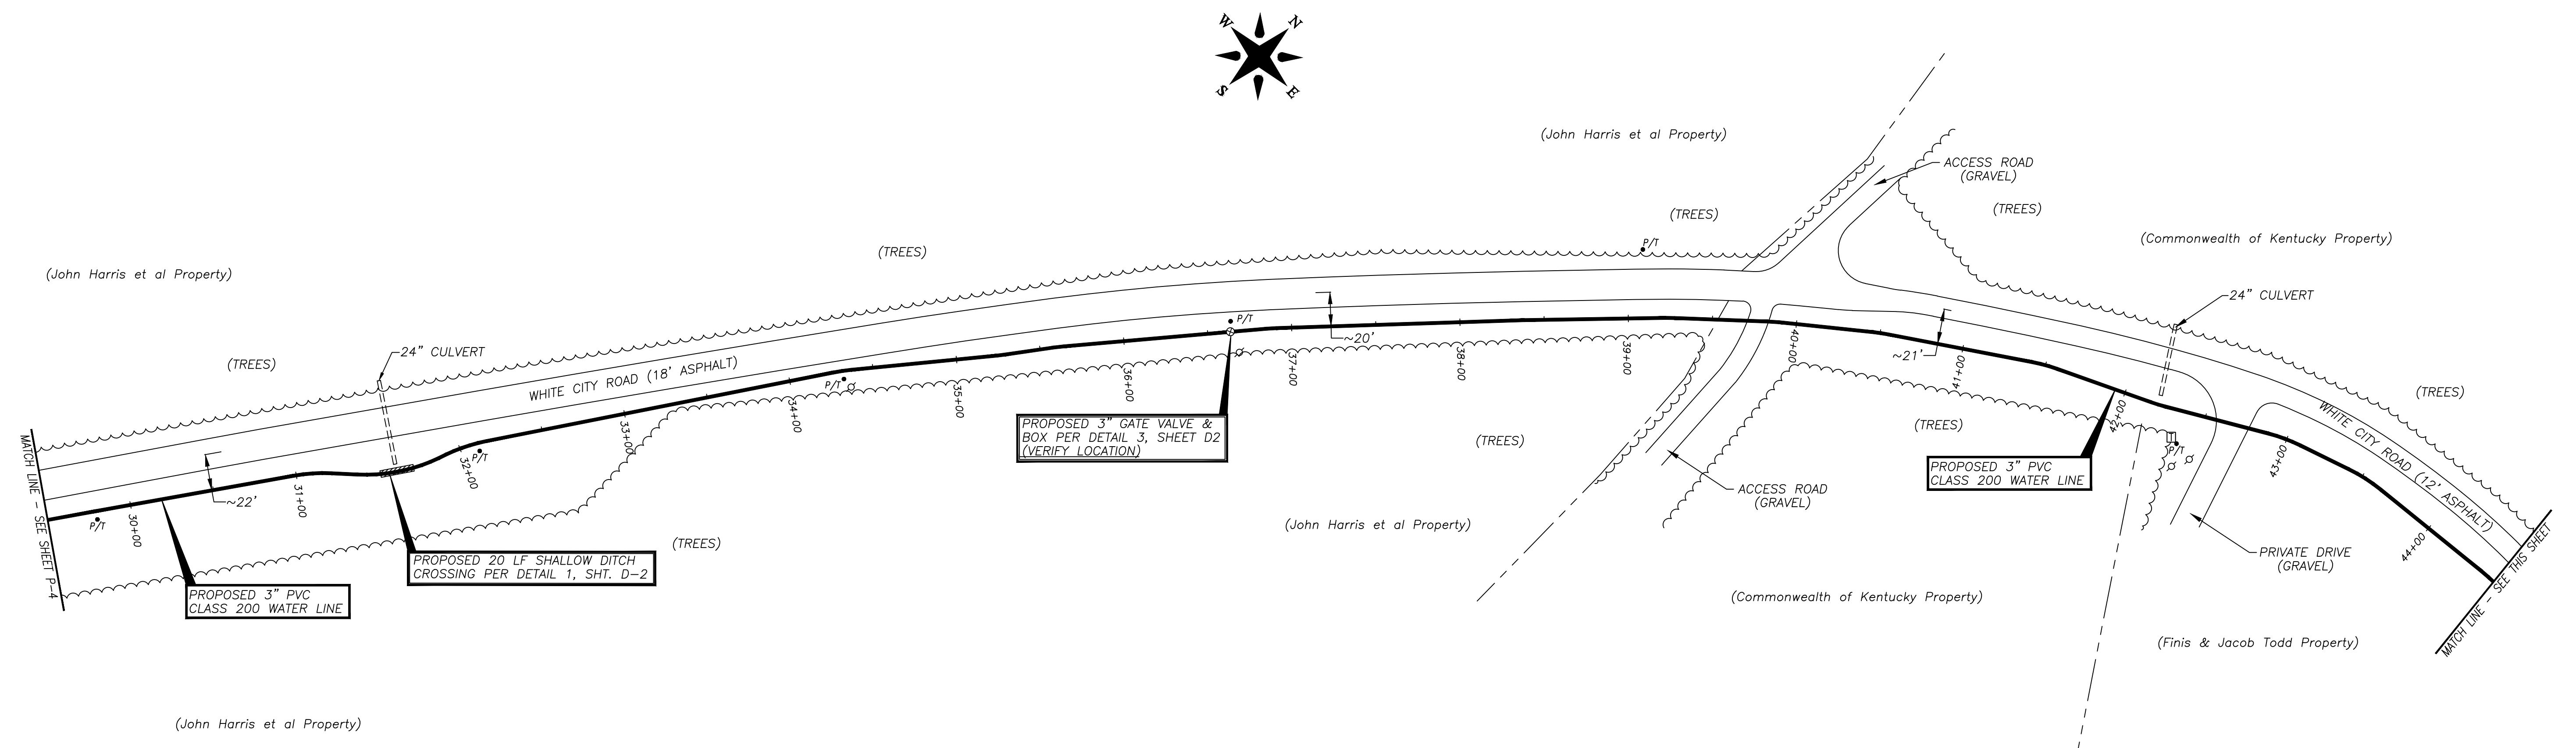 W
N
S
E
(John Harris et al Property)
ACCESS ROAD
(GRAVEL)
(TREES)
(TREES)
P/T
(Commonwealth of Kentucky Property)
(TREES)
(John Harris et al Property)
24" CULVERT
(TREES)
24" CULVERT
WHITE CITY ROAD (18' ASPHALT)
P/T
~20'
~21'
(TREES)
P/T
30+00
31+00
32+00
33+00
34+00
35+00
36+00
37+00
38+00
39+00
40+00
41+00
42+00
43+00
44+00
WHITE CITY ROAD (12' ASPHALT)
PROPOSED 3" GATE VALVE &
BOX PER DETAIL 3, SHEET D2
(VERIFY LOCATION)
(TREES)
(TREES)
T
P/T
PROPOSED 3" PVC
CLASS 200 WATER LINE
MATCH LINE - SEE SHEET P-4
P/T
~22'
P/T
ACCESS ROAD
(GRAVEL)
(John Harris et al Property)
(TREES)
PROPOSED 20 LF SHALLOW DITCH
CROSSING PER DETAIL 1, SHT. D-2
PROPOSED 3" PVC
CLASS 200 WATER LINE
PRIVATE DRIVE
(GRAVEL)
MATCH LINE - SEE THIS SHEET
(Commonwealth of Kentucky Property)
(Finis & Jacob Todd Property)
(John Harris et al Property)